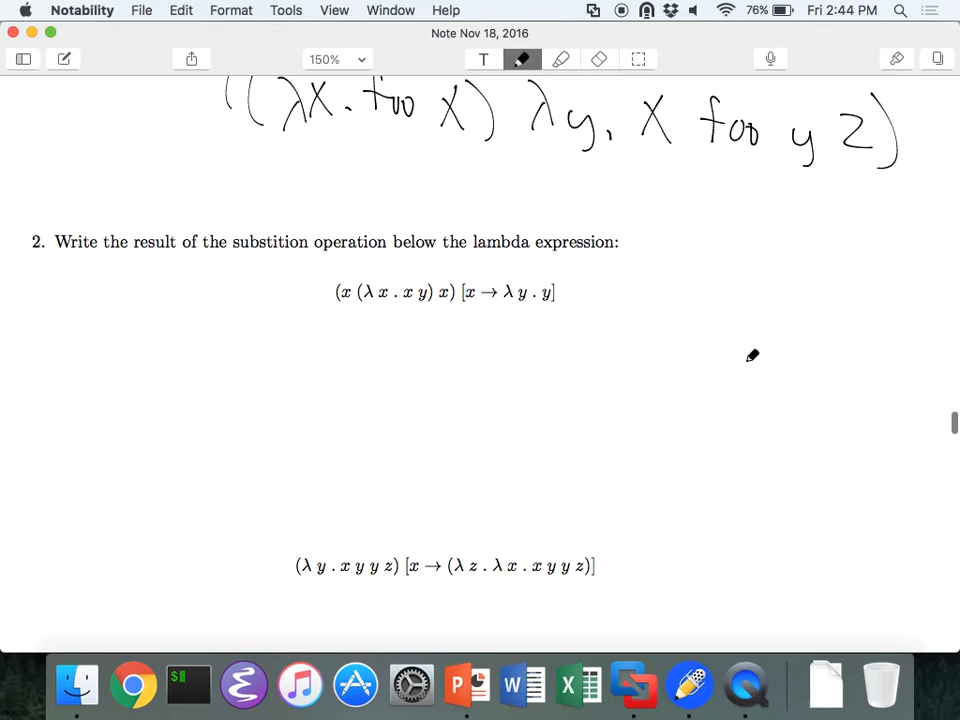 Notability File Edit Format Tools View Window Help 76% Fri 2:44 PM
Note Nov 18, 2016
150% T
((λx. foo x) λy. x foo y z)
2. Write the result of the substition operation below the lambda expression:
(x (λ x . x y) x) [x → λ y . y]
(λ y . x y y z) [x → (λ z . λ x . x y y z)]
$
P W X